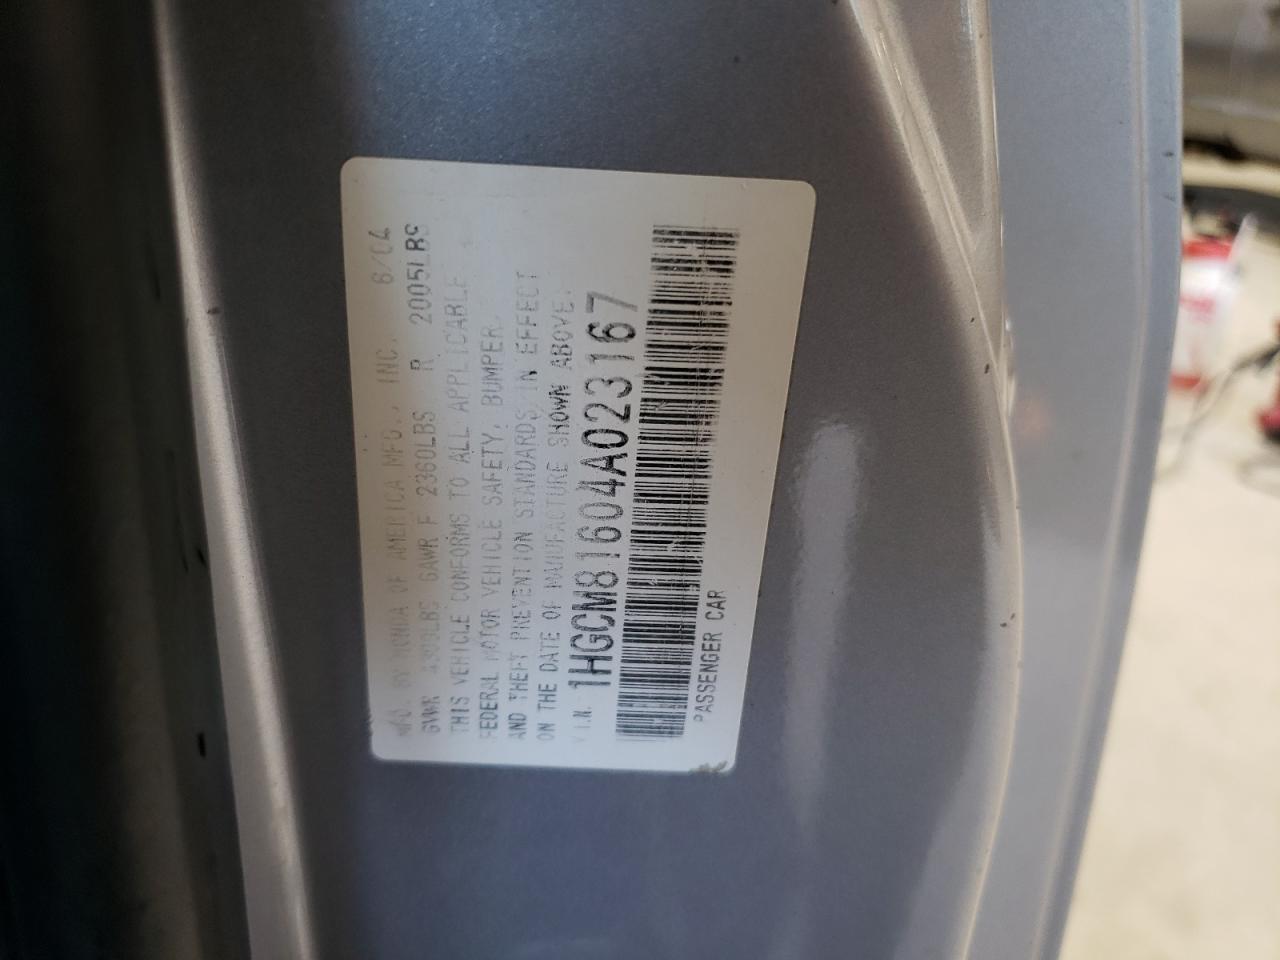 MFD. BY HONDA OF AMERICA MFG., INC. 6/04
GVWR GAWR F 2360LBS R 2005LBS
THIS VEHICLE CONFORMS TO ALL APPLICABLE
FEDERAL MOTOR VEHICLE SAFETY, BUMPER,
AND THEFT PREVENTION STANDARDS IN EFFECT
ON THE DATE OF MANUFACTURE SHOWN ABOVE.
V.I.N. 1HGCM81604A023167
PASSENGER CAR